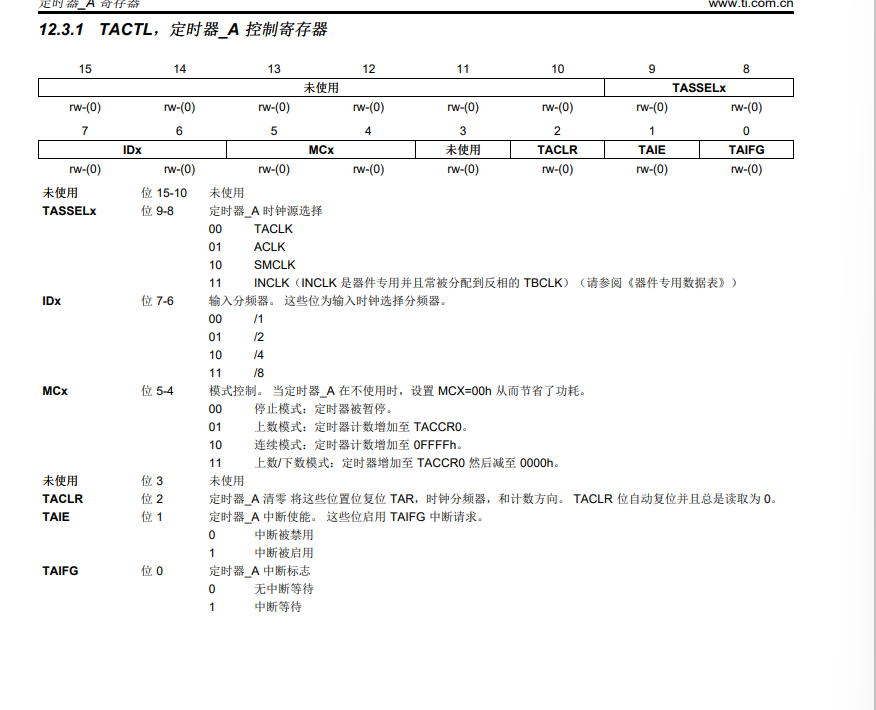 定时器_A 寄存器 www.ti.com.cn
12.3.1 TACTL，定时器_A 控制寄存器
15 14 13 12 11 10 9 8
未使用 TASSELx
rw-(0) rw-(0) rw-(0) rw-(0) rw-(0) rw-(0) rw-(0) rw-(0)
7 6 5 4 3 2 1 0
IDx MCx 未使用 TACLR TAIE TAIFG
rw-(0) rw-(0) rw-(0) rw-(0) rw-(0) rw-(0) rw-(0) rw-(0)
未使用 位 15-10 未使用
TASSELx 位 9-8 定时器_A 时钟源选择
00 TACLK
01 ACLK
10 SMCLK
11 INCLK（INCLK 是器件专用并且常被分配到反相的 TBCLK）（请参阅《器件专用数据表》）
IDx 位 7-6 输入分频器。 这些位为输入时钟选择分频器。
00 /1
01 /2
10 /4
11 /8
MCx 位 5-4 模式控制。 当定时器_A 在不使用时，设置 MCX=00h 从而节省了功耗。
00 停止模式：定时器被暂停。
01 上数模式：定时器计数增加至 TACCR0。
10 连续模式：定时器计数增加至 0FFFFh。
11 上数/下数模式：定时器增加至 TACCR0 然后减至 0000h。
未使用 位 3 未使用
TACLR 位 2 定时器_A 清零 将这些位置位复位 TAR，时钟分频器，和计数方向。 TACLR 位自动复位并且总是读取为 0。
TAIE 位 1 定时器_A 中断使能。 这些位启用 TAIFG 中断请求。
0 中断被禁用
1 中断被启用
TAIFG 位 0 定时器_A 中断标志
0 无中断等待
1 中断等待